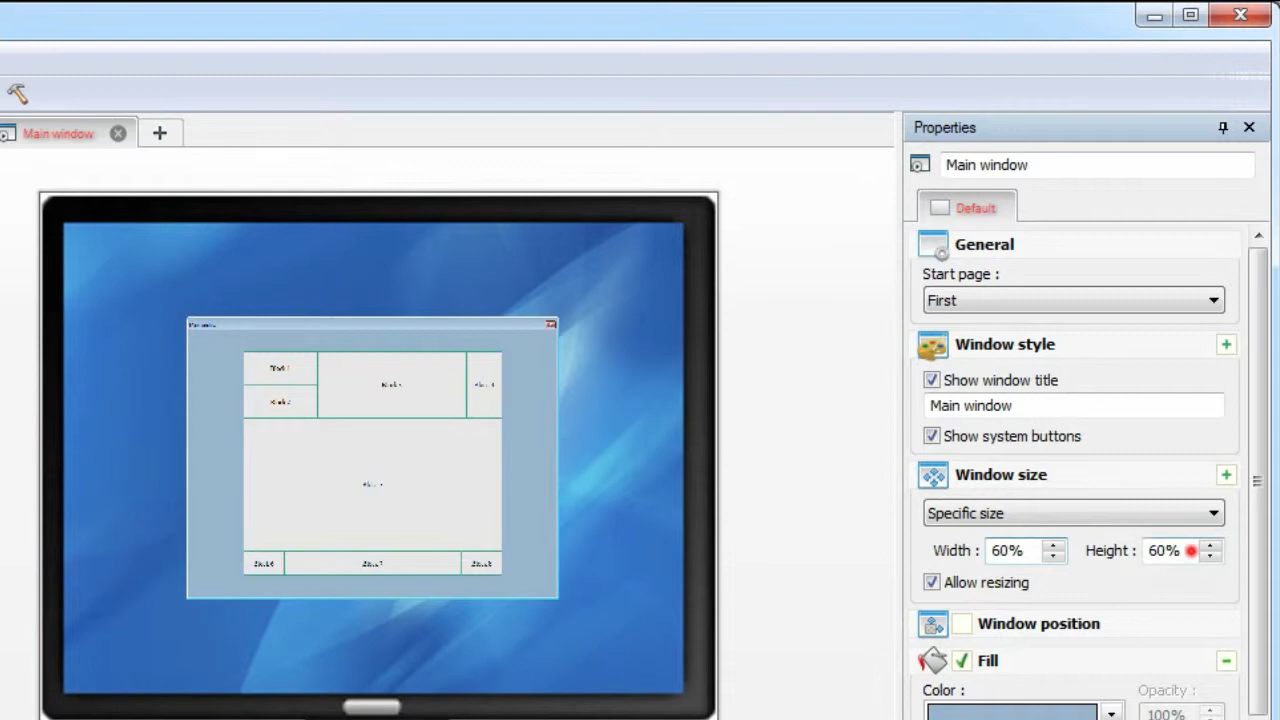 Main window
+
Properties
Main window
Default
General
Start page :
First
Window style
Show window title
Main window
Show system buttons
Window size
Specific size
Width : 60% Height : 60%
Allow resizing
Window position
Fill
Color : Opacity :
100%